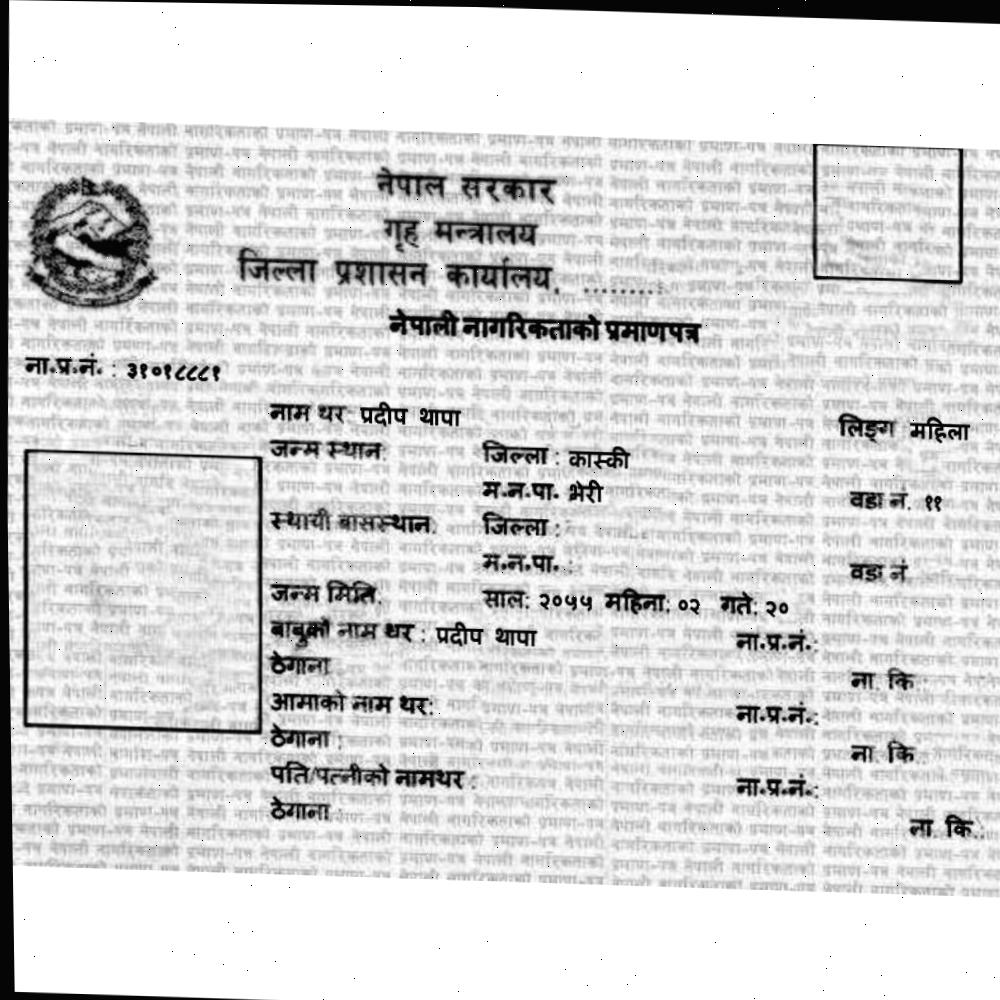 नेपाल सरकार
गृह मन्त्रालय
जिल्ला प्रशासन कार्यालय, .........
नेपाली नागरिकताको प्रमाणपत्र
ना.प्र.नं. : ३१०१८८८१
नाम थर: प्रदीप थापा लिङ्ग महिला
जन्म स्थान: जिल्ला : कास्की
म.न.पा. भेरी वडा नं. ११
स्थायी बासस्थान: जिल्ला :
म.न.पा. : वडा नं.
जन्म मिति: साल: २०५५ महिना: ०२ गते: २०
बाबुको नाम थर : प्रदीप थापा ना.प्र.नं.:
ठेगाना : ना. कि.:
आमाको नाम थर: ना.प्र.नं.:
ठेगाना : ना. कि.:
पति/पत्नीको नामथर : ना.प्र.नं.:
ठेगाना : ना. कि.: